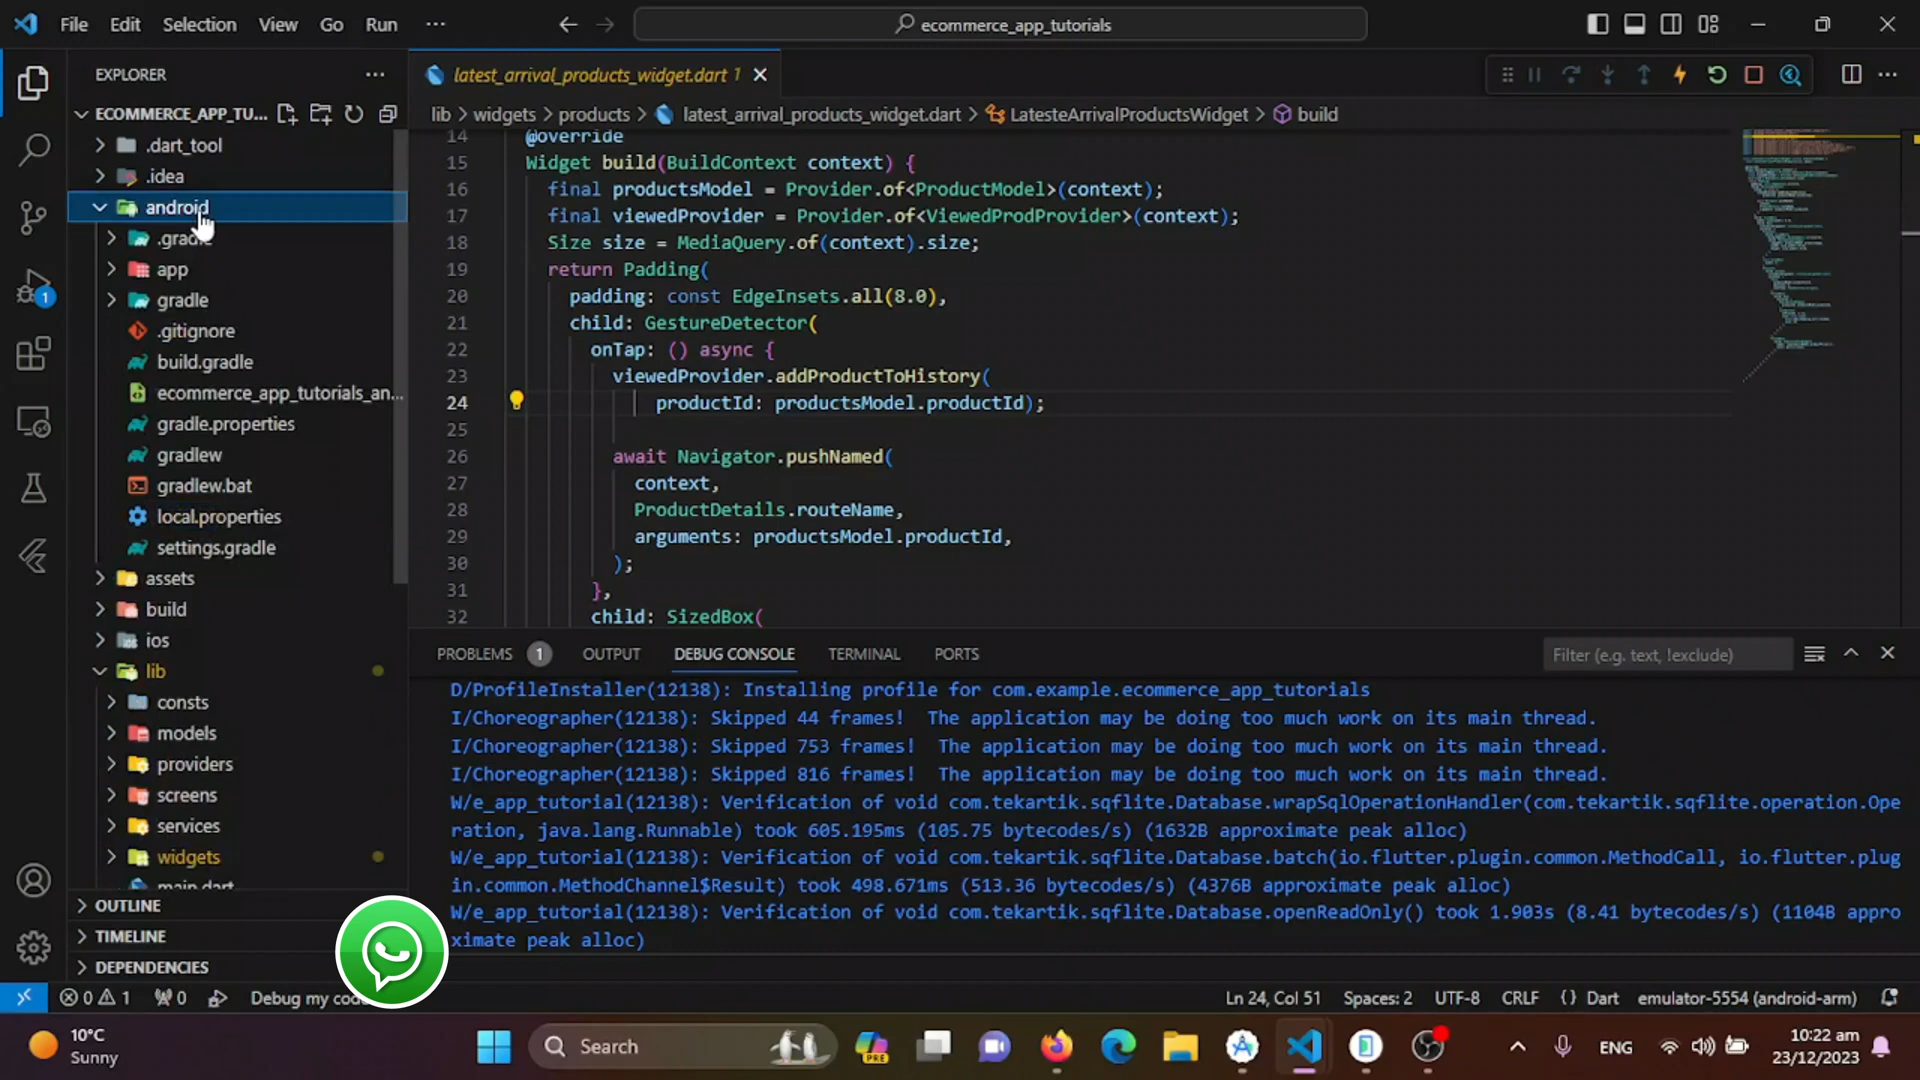 File Edit Selection View Go Run ···
ecommerce_app_tutorials
EXPLORER
ECOMMERCE_APP_TU...
.dart_tool
.idea
android
.gradle
app
gradle
.gitignore
build.gradle
ecommerce_app_tutorials_an...
gradle.properties
gradlew
gradlew.bat
local.properties
settings.gradle
assets
build
ios
lib
consts
models
providers
screens
services
widgets
main.dart
OUTLINE
TIMELINE
DEPENDENCIES
1
latest_arrival_products_widget.dart 1
lib > widgets > products > latest_arrival_products_widget.dart > LatesteArrivalProductsWidget > build
14 @override
15 Widget build(BuildContext context) {
16 final productsModel = Provider.of<ProductModel>(context);
17 final viewedProvider = Provider.of<ViewedProdProvider>(context);
18 Size size = MediaQuery.of(context).size;
19 return Padding(
20 padding: const EdgeInsets.all(8.0),
21 child: GestureDetector(
22 onTap: () async {
23 viewedProvider.addProductToHistory(
24 productId: productsModel.productId);
25
26 await Navigator.pushNamed(
27 context,
28 ProductDetails.routeName,
29 arguments: productsModel.productId,
30 );
31 },
32 child: SizedBox(
PROBLEMS 1 OUTPUT DEBUG CONSOLE TERMINAL PORTS
Filter (e.g. text, !exclude)
D/ProfileInstaller(12138): Installing profile for com.example.ecommerce_app_tutorials
I/Choreographer(12138): Skipped 44 frames!  The application may be doing too much work on its main thread.
I/Choreographer(12138): Skipped 753 frames!  The application may be doing too much work on its main thread.
I/Choreographer(12138): Skipped 816 frames!  The application may be doing too much work on its main thread.
W/e_app_tutorial(12138): Verification of void com.tekartik.sqflite.Database.wrapSqlOperationHandler(com.tekartik.sqflite.operation.Ope
ration, java.lang.Runnable) took 605.195ms (105.75 bytecodes/s) (1632B approximate peak alloc)
W/e_app_tutorial(12138): Verification of void com.tekartik.sqflite.Database.batch(io.flutter.plugin.common.MethodCall, io.flutter.plug
in.common.MethodChannel$Result) took 498.671ms (513.36 bytecodes/s) (4376B approximate peak alloc)
W/e_app_tutorial(12138): Verification of void com.tekartik.sqflite.Database.openReadOnly() took 1.903s (8.41 bytecodes/s) (1104B appro
ximate peak alloc)
0 1 0 Debug my code
Ln 24, Col 51 Spaces: 2 UTF-8 CRLF {} Dart emulator-5554 (android-arm)
10°C
Sunny
Search
PRE
ENG
10:22 am
23/12/2023